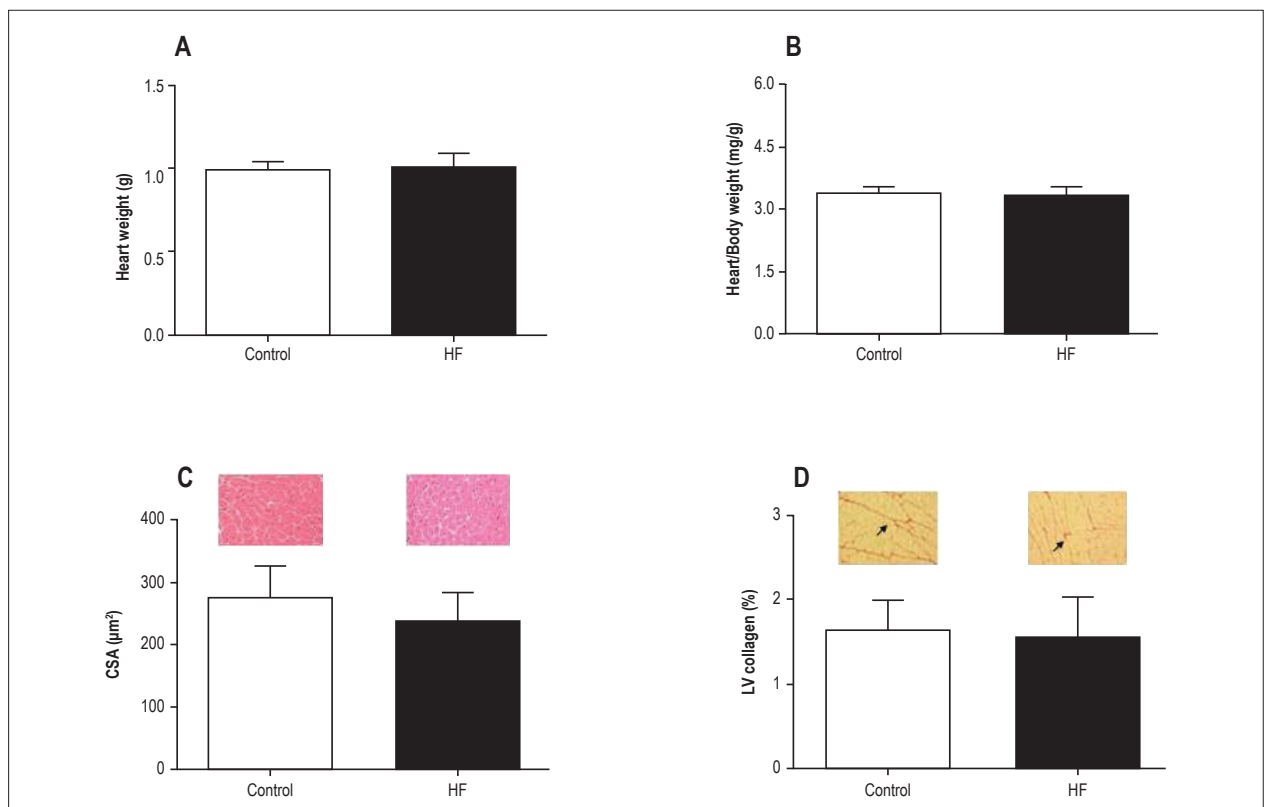 A
Heart weight (g)
1.5
1.0
0.5
0.0
Control HF
B
Heart/Body weight (mg/g)
6.0
4.5
3.0
1.5
0.0
Control HF
C
CSA (µm²)
400
300
200
100
0
Control HF
D
LV collagen (%)
3
2
1
0
Control HF